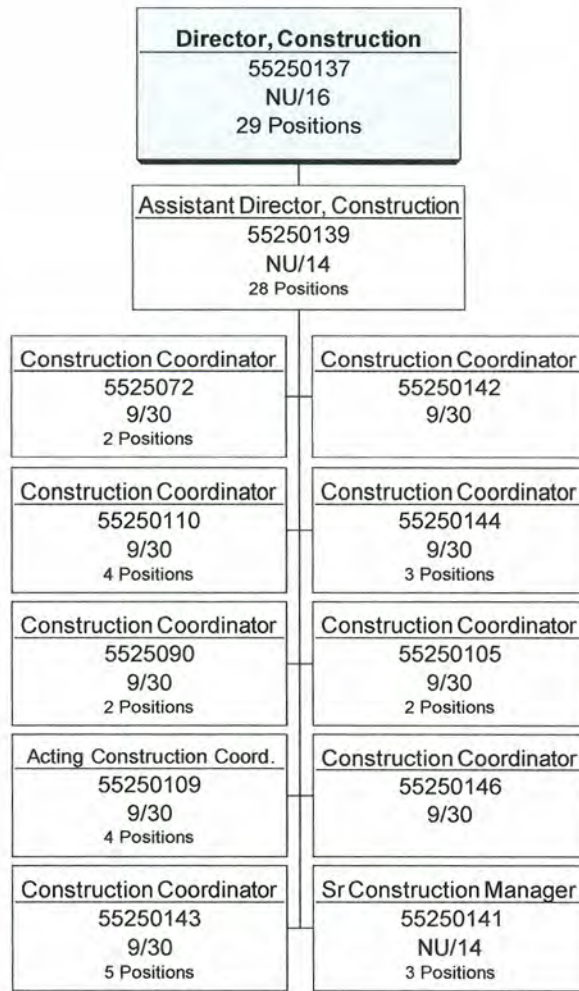 Director, Construction
55250137
NU/16
29 Positions
Assistant Director, Construction
55250139
NU/14
28 Positions
Construction Coordinator
5525072
9/30
2 Positions
Construction Coordinator
55250142
9/30
Construction Coordinator
55250110
9/30
4 Positions
Construction Coordinator
55250144
9/30
3 Positions
Construction Coordinator
5525090
9/30
2 Positions
Construction Coordinator
55250105
9/30
2 Positions
Acting Construction Coord.
55250109
9/30
4 Positions
Construction Coordinator
55250146
9/30
Construction Coordinator
55250143
9/30
5 Positions
Sr Construction Manager
55250141
NU/14
3 Positions